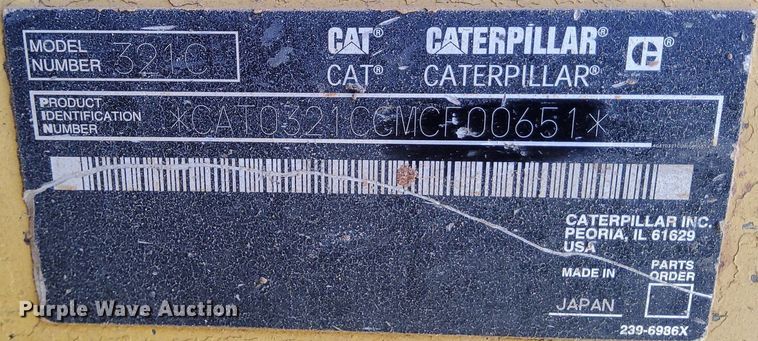 MODEL NUMBER 321C
CAT® CATERPILLAR® CE®
CAT® CATERPILLAR®
PRODUCT IDENTIFICATION NUMBER *CAT0321CCMCF00651*
CATERPILLAR INC.
PEORIA, IL 61629
USA
MADE IN
JAPAN
PARTS ORDER
239-6986X
Purple Wave Auction